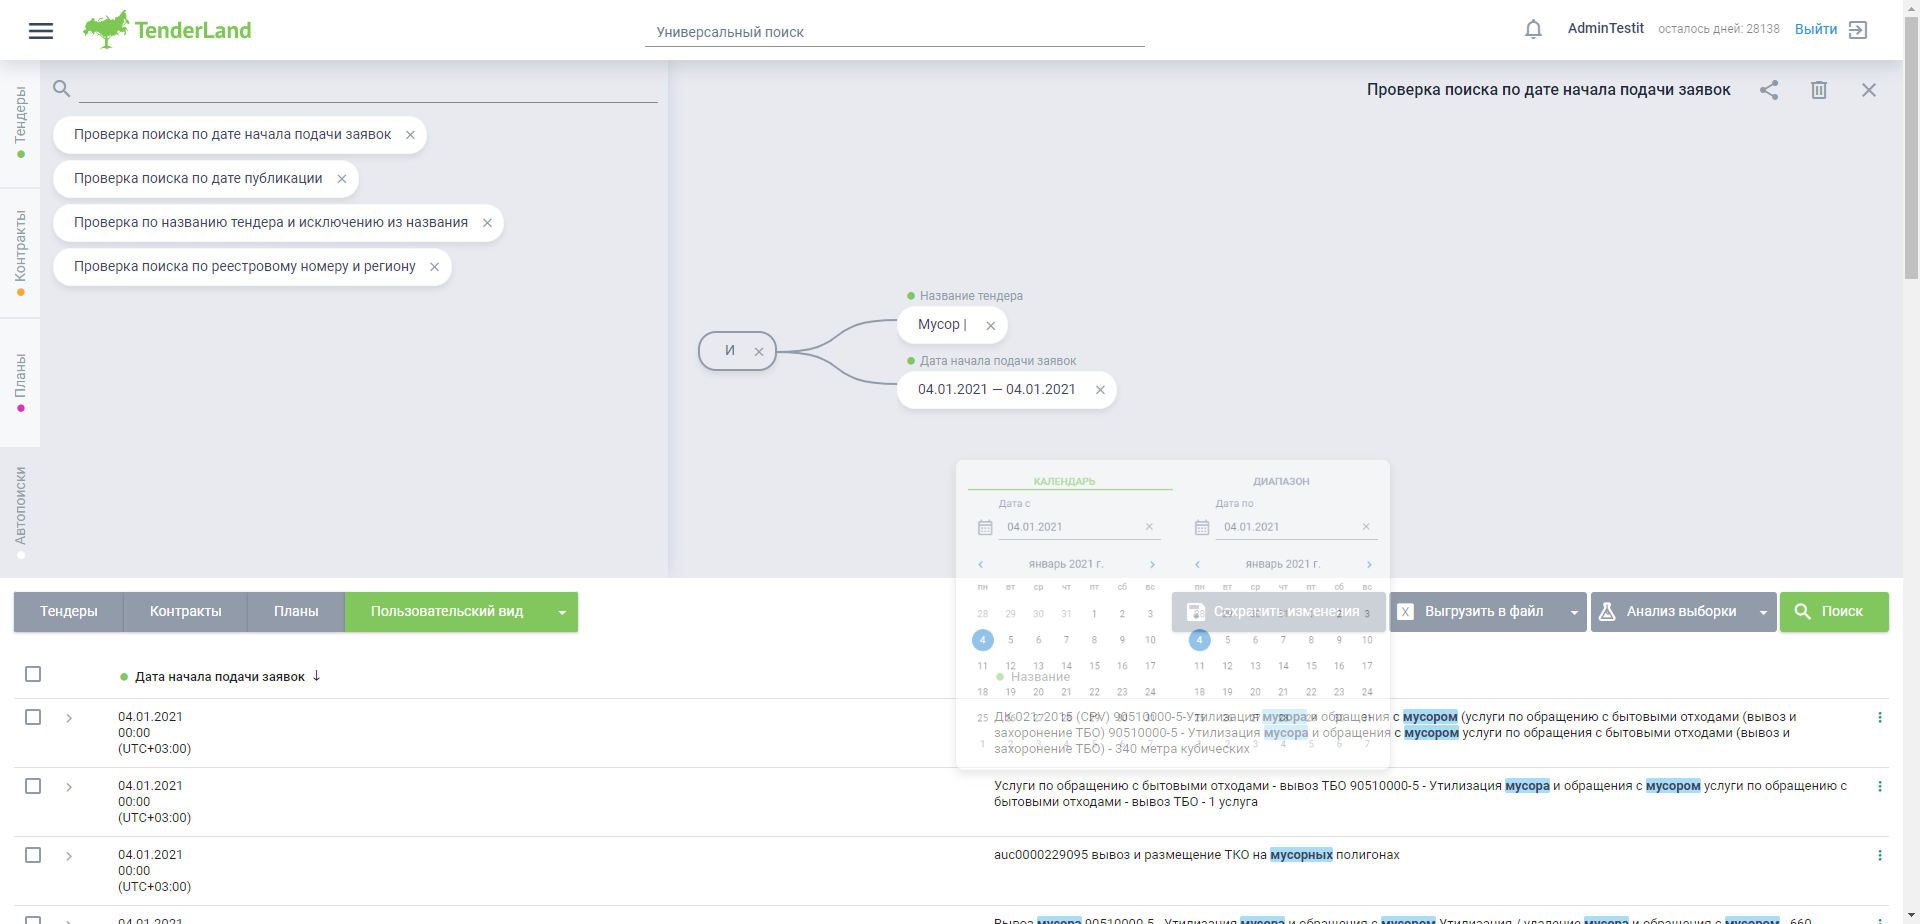 TenderLand
Универсальный поиск
AdminTestit
осталось дней: 28138
Выйти
Тендеры
Контракты
Планы
Автопоиски
Проверка поиска по дате начала подачи заявок
Проверка поиска по дате публикации
Проверка по названию тендера и исключению из названия
Проверка поиска по реестровому номеру и региону
Проверка поиска по дате начала подачи заявок
И
Название тендера
Мусор |
Дата начала подачи заявок
04.01.2021 — 04.01.2021
КАЛЕНДАРЬ
ДИАПАЗОН
Дата с
Дата по
04.01.2021
04.01.2021
январь 2021 г.
январь 2021 г.
пн вт ср чт пт сб вс
пн вт ср чт пт сб вс
28 29 30 31 1 2 3
28 29 30 31 1 2 3
4 5 6 7 8 9 10
4 5 6 7 8 9 10
11 12 13 14 15 16 17
11 12 13 14 15 16 17
18 19 20 21 22 23 24
18 19 20 21 22 23 24
25 26 27 28 29 30 31
25 26 27 28 29 30 31
1 2 3 4 5 6 7
1 2 3 4 5 6 7
Тендеры
Контракты
Планы
Пользовательский вид
Сохранить изменения
Выгрузить в файл
Анализ выборки
Поиск
Дата начала подачи заявок
Название
04.01.2021
00:00
(UTC+03:00)
ДК 021:2015 (CPV) 90510000-5-Утилизация мусора и обращения с мусором (услуги по обращению с бытовыми отходами (вывоз и
захоронение ТБО) 90510000-5 - Утилизация мусора и обращения с мусором услуги по обращения с бытовыми отходами (вывоз и
захоронение ТБО) - 340 метра кубических
04.01.2021
00:00
(UTC+03:00)
Услуги по обращению с бытовыми отходами - вывоз ТБО 90510000-5 - Утилизация мусора и обращения с мусором услуги по обращению с
бытовыми отходами - вывоз ТБО - 1 услуга
04.01.2021
00:00
(UTC+03:00)
auc0000229095 вывоз и размещение ТКО на мусорных полигонах
04.01.2021
Вывоз мусора 90510000-5 - Утилизация мусора и обращения с мусором Утилизация / удаление мусора и обращения с мусором - 660